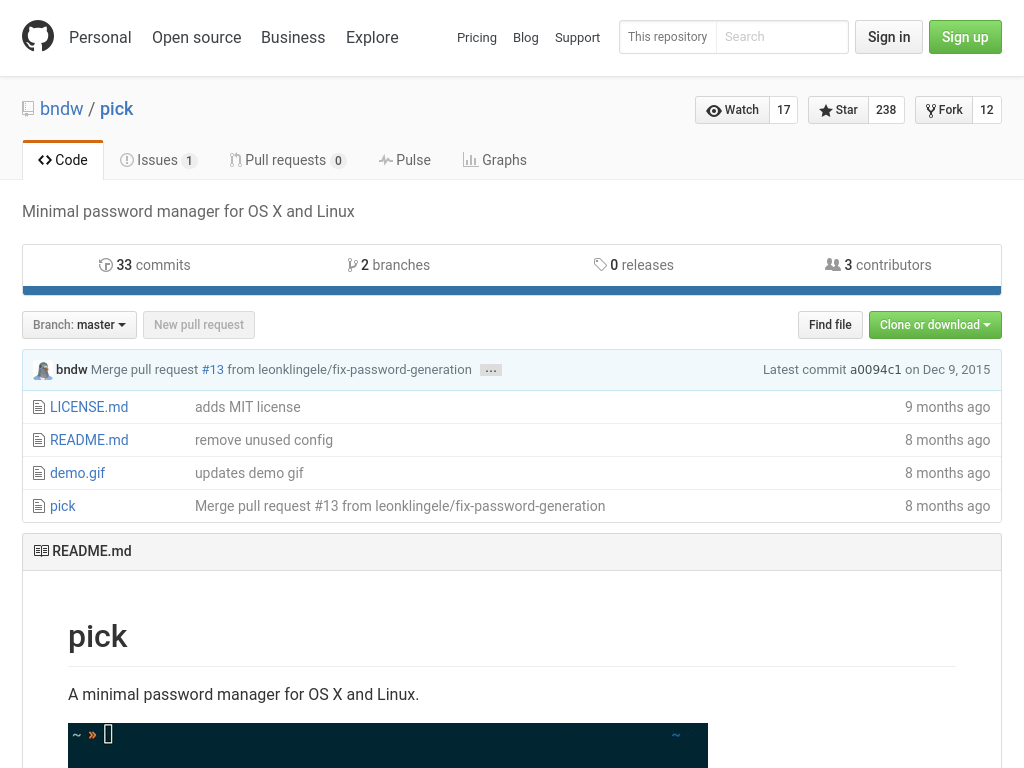 Personal Open source Business Explore Pricing Blog Support This repository Search Sign in Sign up
bndw / pick Watch 17 Star 238 Fork 12
Code Issues 1 Pull requests 0 Pulse Graphs
Minimal password manager for OS X and Linux
33 commits 2 branches 0 releases 3 contributors
Branch: master New pull request Find file Clone or download
bndw Merge pull request #13 from leonklingele/fix-password-generation … Latest commit a0094c1 on Dec 9, 2015
LICENSE.md adds MIT license 9 months ago
README.md remove unused config 8 months ago
demo.gif updates demo gif 8 months ago
pick Merge pull request #13 from leonklingele/fix-password-generation 8 months ago
README.md
pick
A minimal password manager for OS X and Linux.
~ » ~